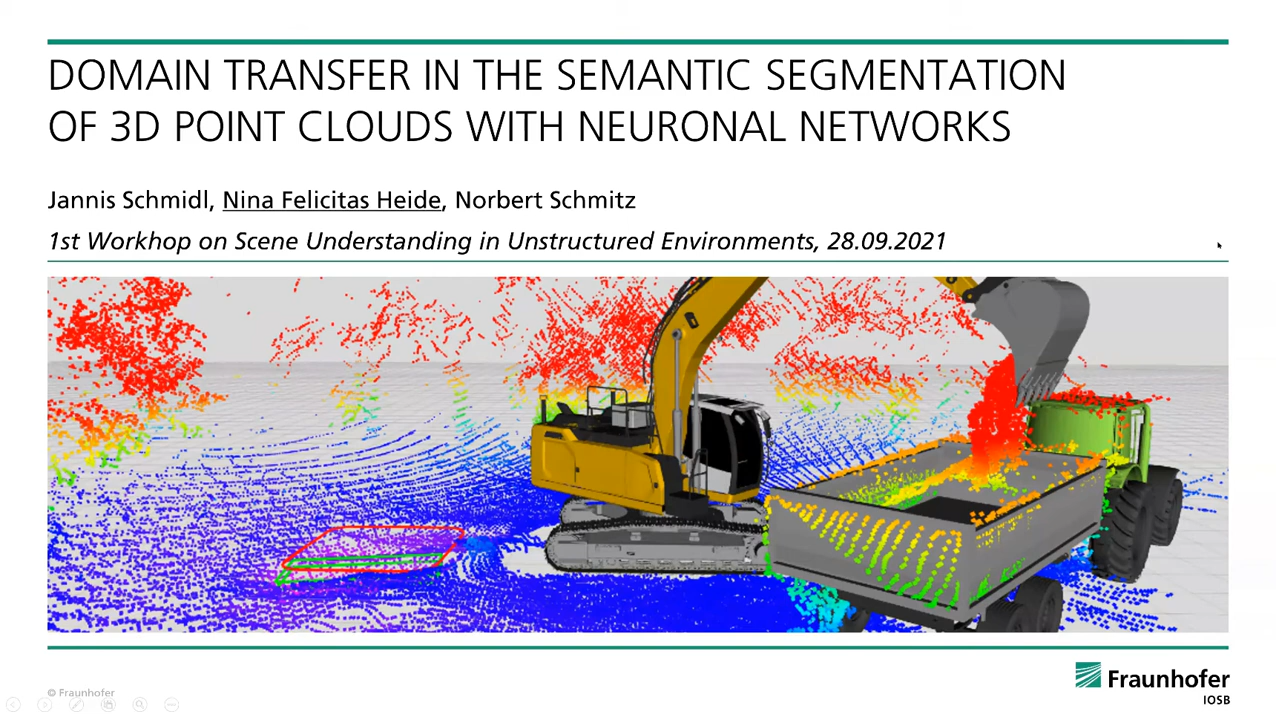 DOMAIN TRANSFER IN THE SEMANTIC SEGMENTATION
OF 3D POINT CLOUDS WITH NEURONAL NETWORKS
Jannis Schmidl, Nina Felicitas Heide, Norbert Schmitz
1st Workhop on Scene Understanding in Unstructured Environments, 28.09.2021
© Fraunhofer
Fraunhofer
IOSB